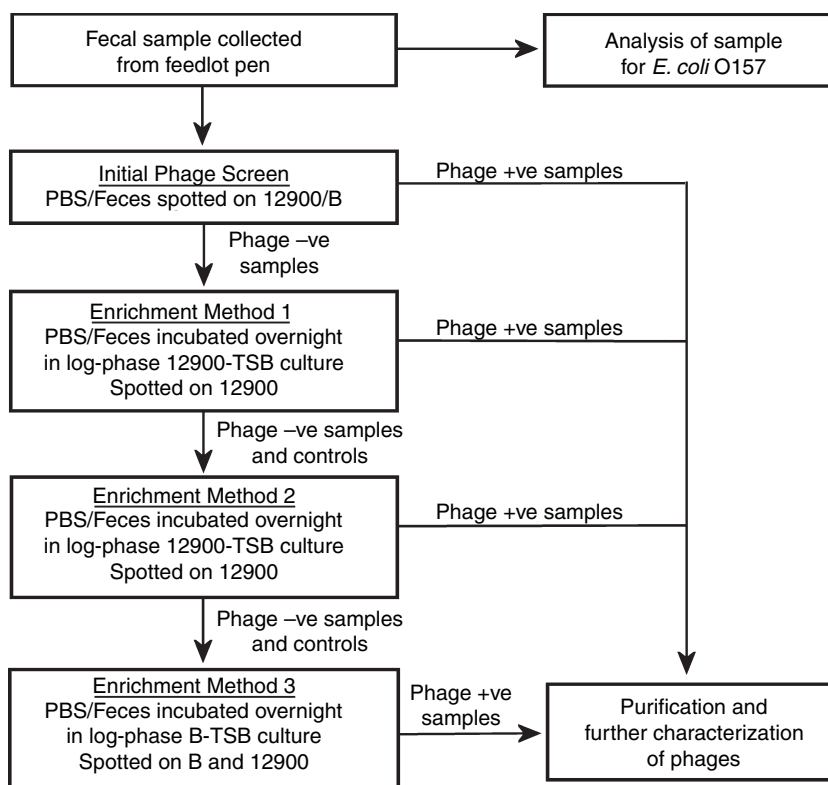 Fecal sample collected
from feedlot pen
Analysis of sample
for E. coli O157
Initial Phage Screen
PBS/Feces spotted on 12900/B
Phage +ve samples
Phage –ve
samples
Enrichment Method 1
PBS/Feces incubated overnight
in log-phase 12900-TSB culture
Spotted on 12900
Phage +ve samples
Phage –ve samples
and controls
Enrichment Method 2
PBS/Feces incubated overnight
in log-phase 12900-TSB culture
Spotted on 12900
Phage +ve samples
Phage –ve samples
and controls
Enrichment Method 3
PBS/Feces incubated overnight
in log-phase B-TSB culture
Spotted on B and 12900
Phage +ve
samples
Purification and
further characterization
of phages